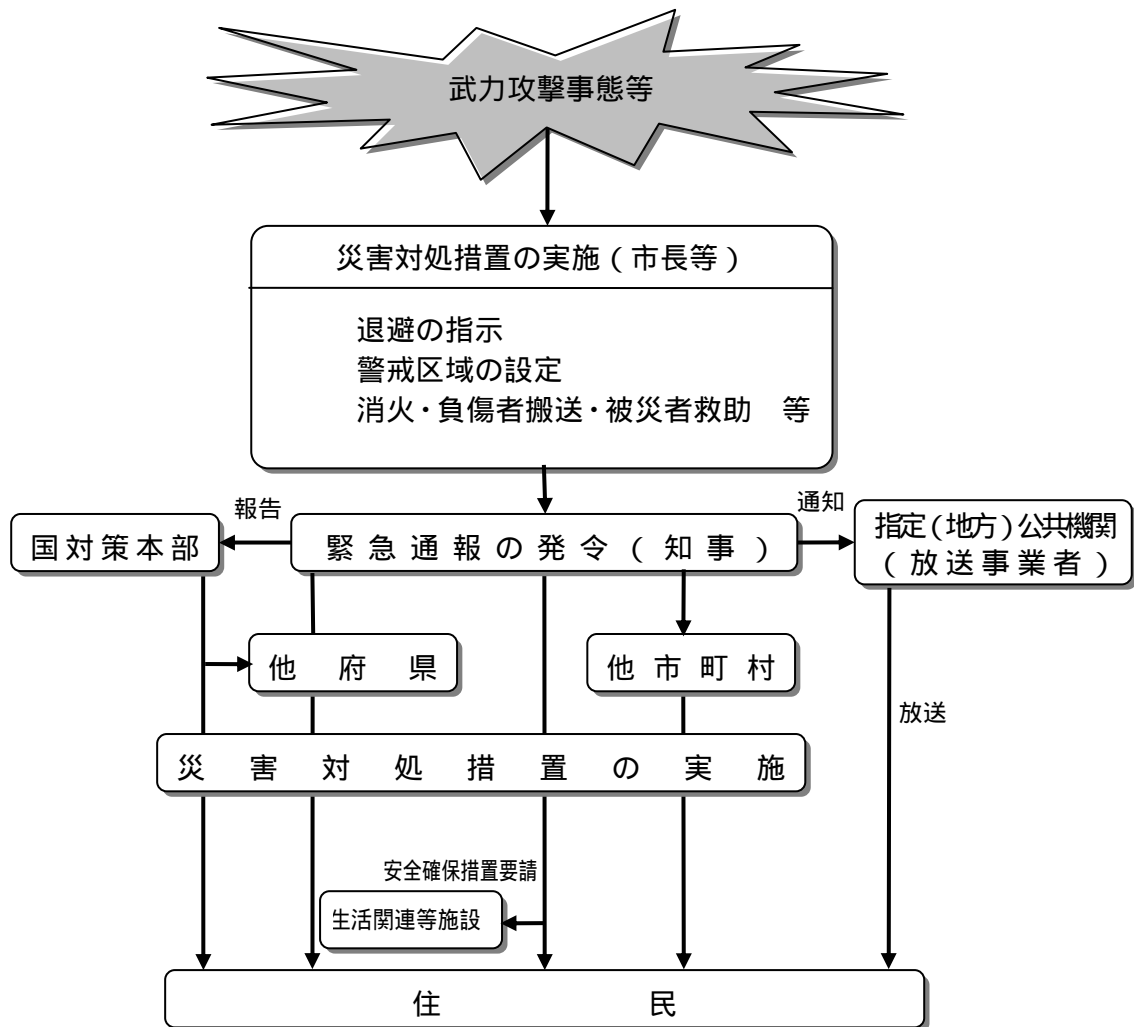 武力攻撃事態等
災害対処措置の実施(市長等)
退避の指示
警戒区域の設定
消火・負傷者搬送・被災者救助　等
報告
通知
国対策本部
緊急通報の発令(知事)
指定(地方)公共機関
(放送事業者)
他府県
他市町村
放送
災害対処措置の実施
安全確保措置要請
生活関連等施設
住民